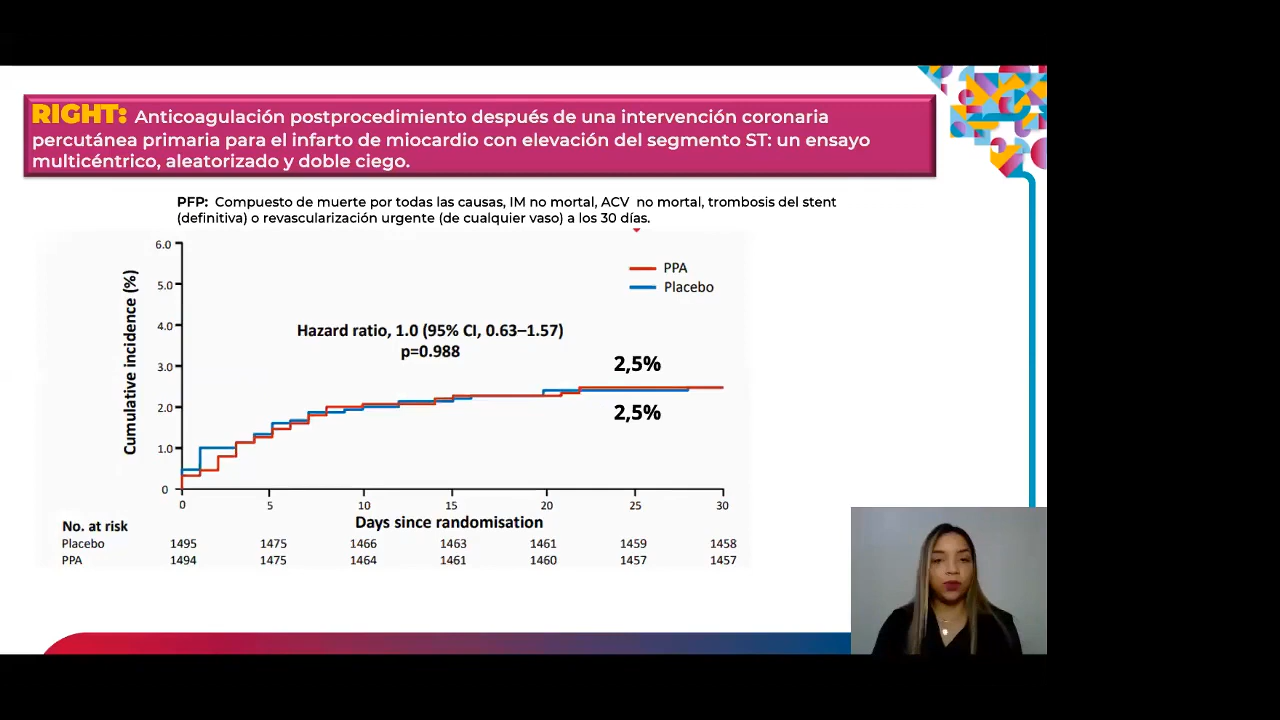 RIGHT: Anticoagulación postprocedimiento después de una intervención coronaria
percutánea primaria para el infarto de miocardio con elevación del segmento ST: un ensayo
multicéntrico, aleatorizado y doble ciego.
PFP: Compuesto de muerte por todas las causas, IM no mortal, ACV no mortal, trombosis del stent
(definitiva) o revascularización urgente (de cualquier vaso) a los 30 días.
Cumulative incidence (%)
6.0
5.0
4.0
3.0
2.0
1.0
0
PPA
Placebo
Hazard ratio, 1.0 (95% CI, 0.63–1.57)
p=0.988
2,5%
2,5%
0 5 10 15 20 25 30
Days since randomisation
No. at risk
Placebo 1495 1475 1466 1463 1461 1459 1458
PPA 1494 1475 1464 1461 1460 1457 1457